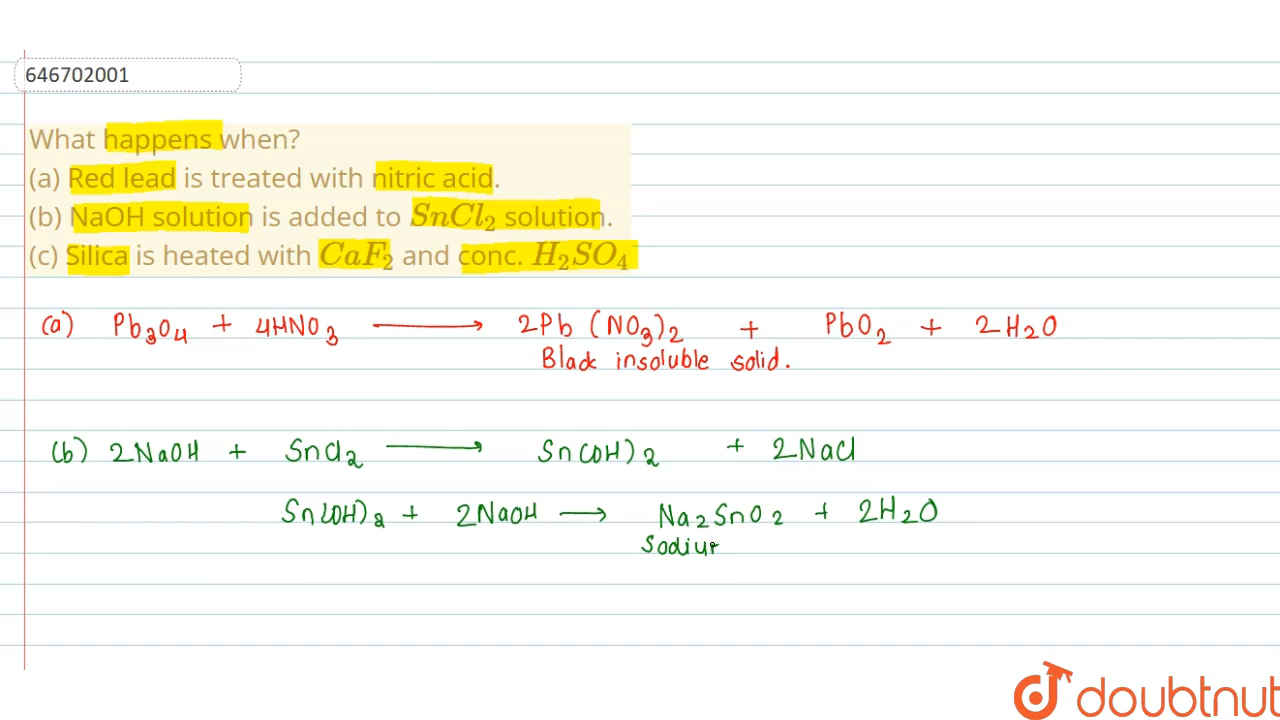 646702001
What happens when?
(a) Red lead is treated with nitric acid.
(b) NaOH solution is added to SnCl₂ solution.
(c) Silica is heated with CaF₂ and conc. H₂SO₄
(a) Pb₃O₄ + 4HNO₃ ⟶ 2Pb(NO₃)₂ + PbO₂ + 2H₂O
Black insoluble solid.
(b) 2NaOH + SnCl₂ ⟶ Sn(OH)₂ + 2NaCl
Sn(OH)₂ + 2NaOH ⟶ Na₂SnO₂ + 2H₂O
Sodium
doubtnut